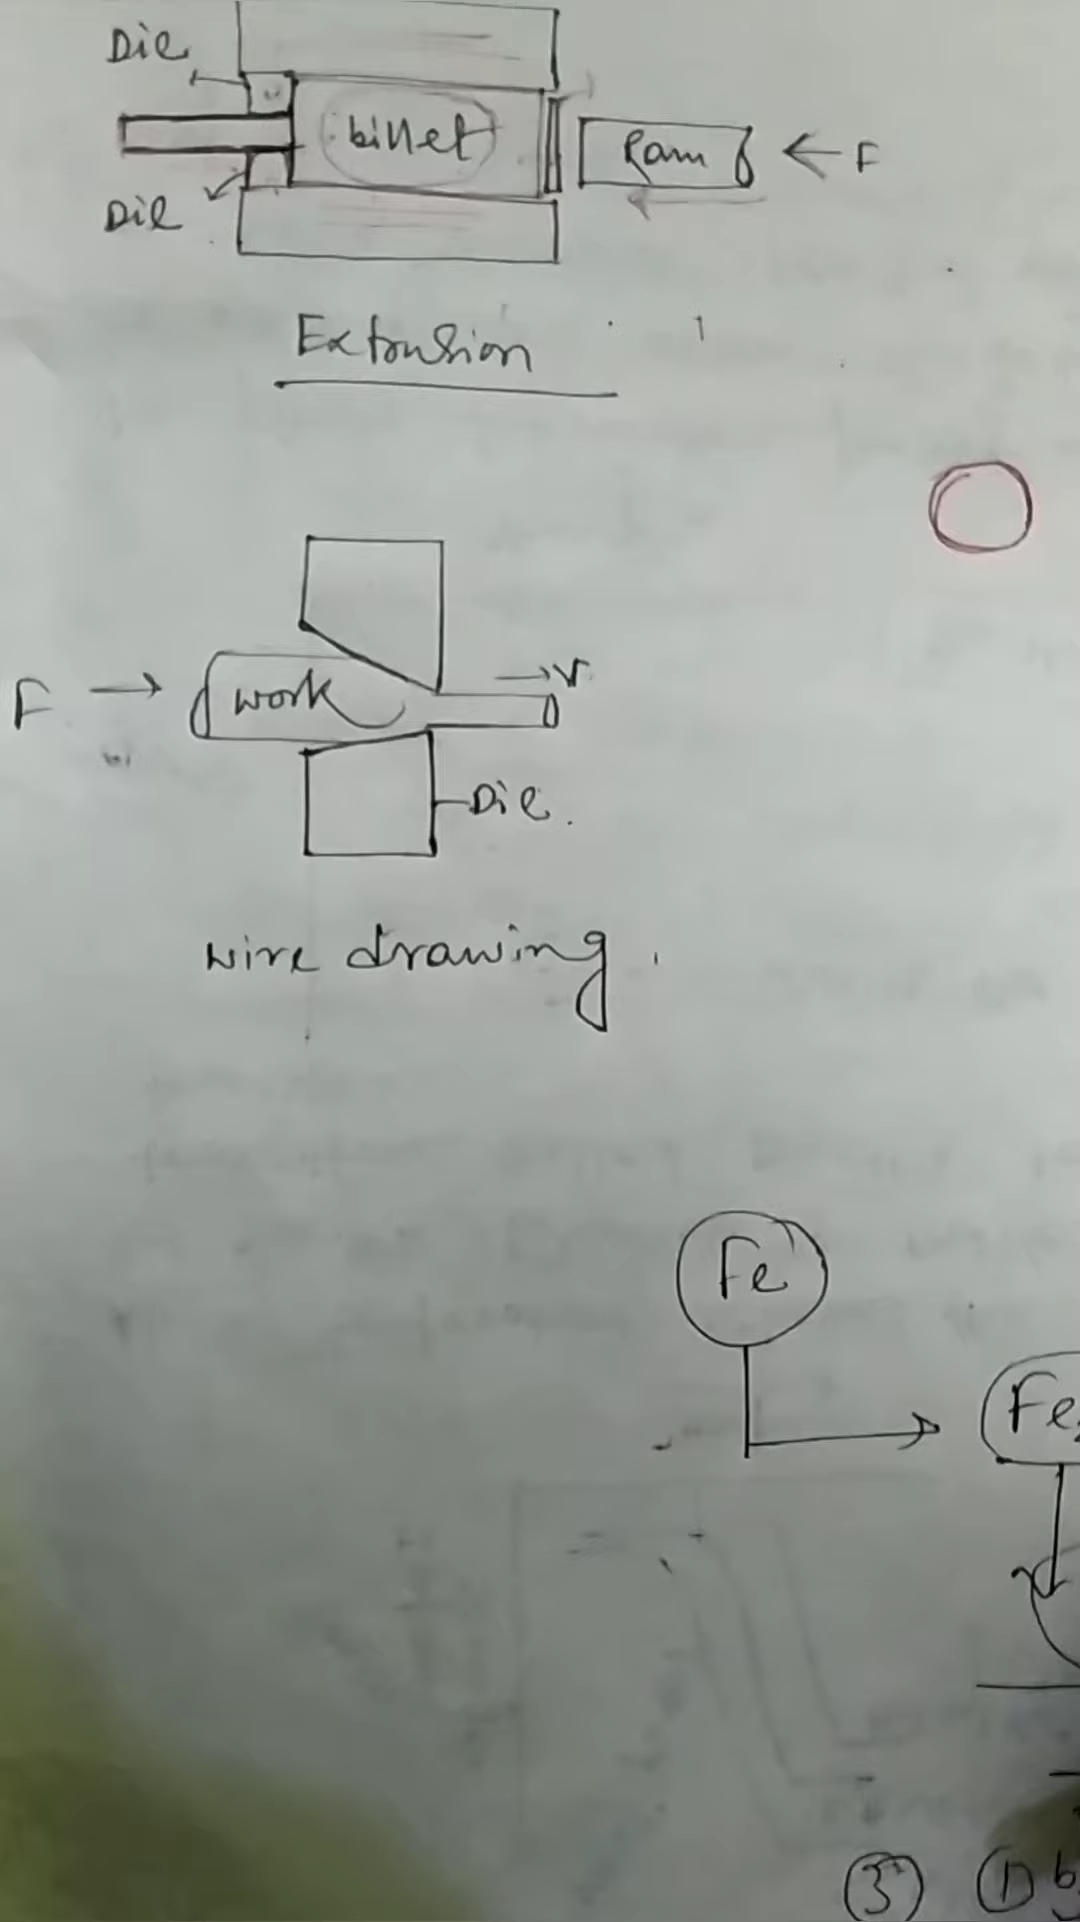 Die
billet
Ram ← F
Die
Extrusion
F → work → V
Die.
wire drawing.
Fe
Fe
③ ① b